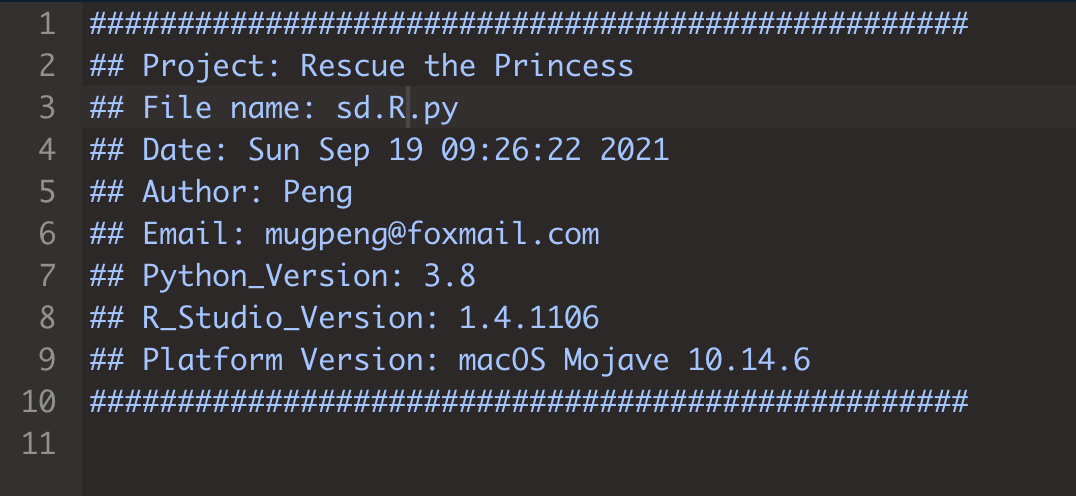 1 ##################################################
2 ## Project: Rescue the Princess
3 ## File name: sd.R.py
4 ## Date: Sun Sep 19 09:26:22 2021
5 ## Author: Peng
6 ## Email: mugpeng@foxmail.com
7 ## Python_Version: 3.8
8 ## R_Studio_Version: 1.4.1106
9 ## Platform Version: macOS Mojave 10.14.6
10 ##################################################
11